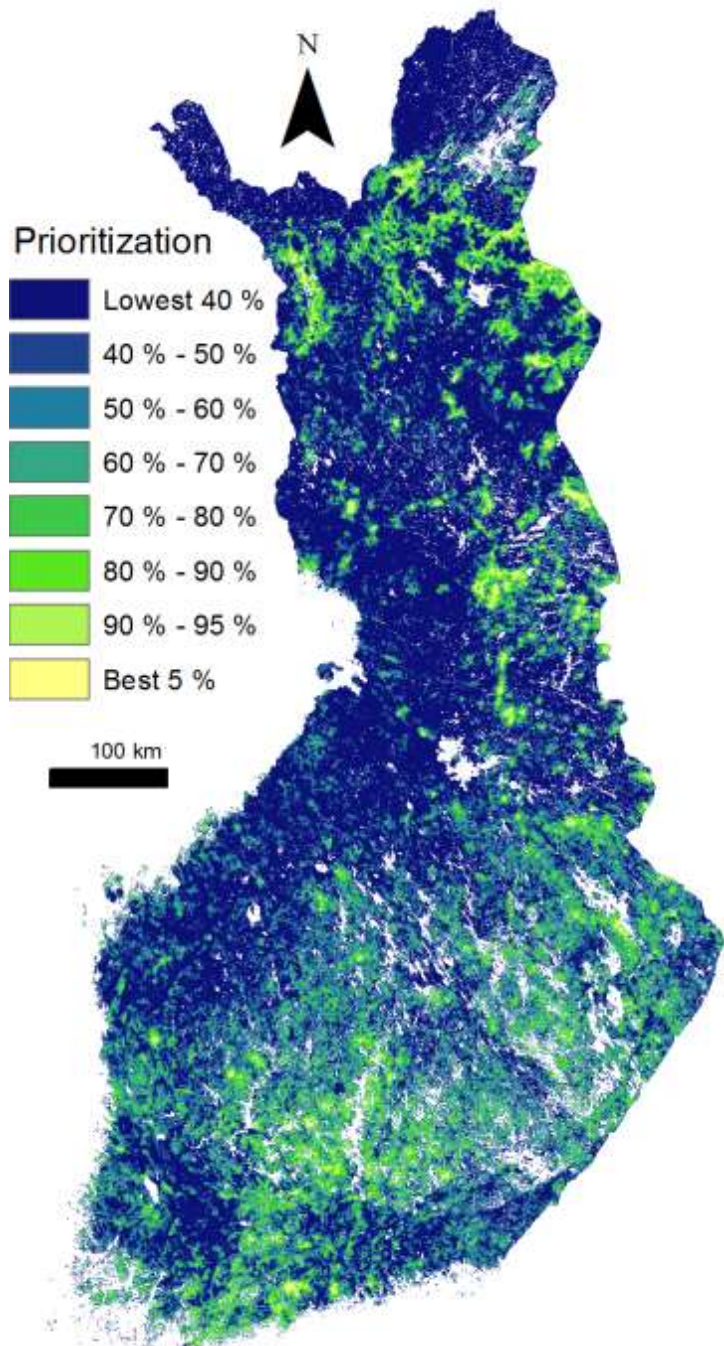 N
Prioritization
Lowest 40 %
40 % - 50 %
50 % - 60 %
60 % - 70 %
70 % - 80 %
80 % - 90 %
90 % - 95 %
Best 5 %
100 km